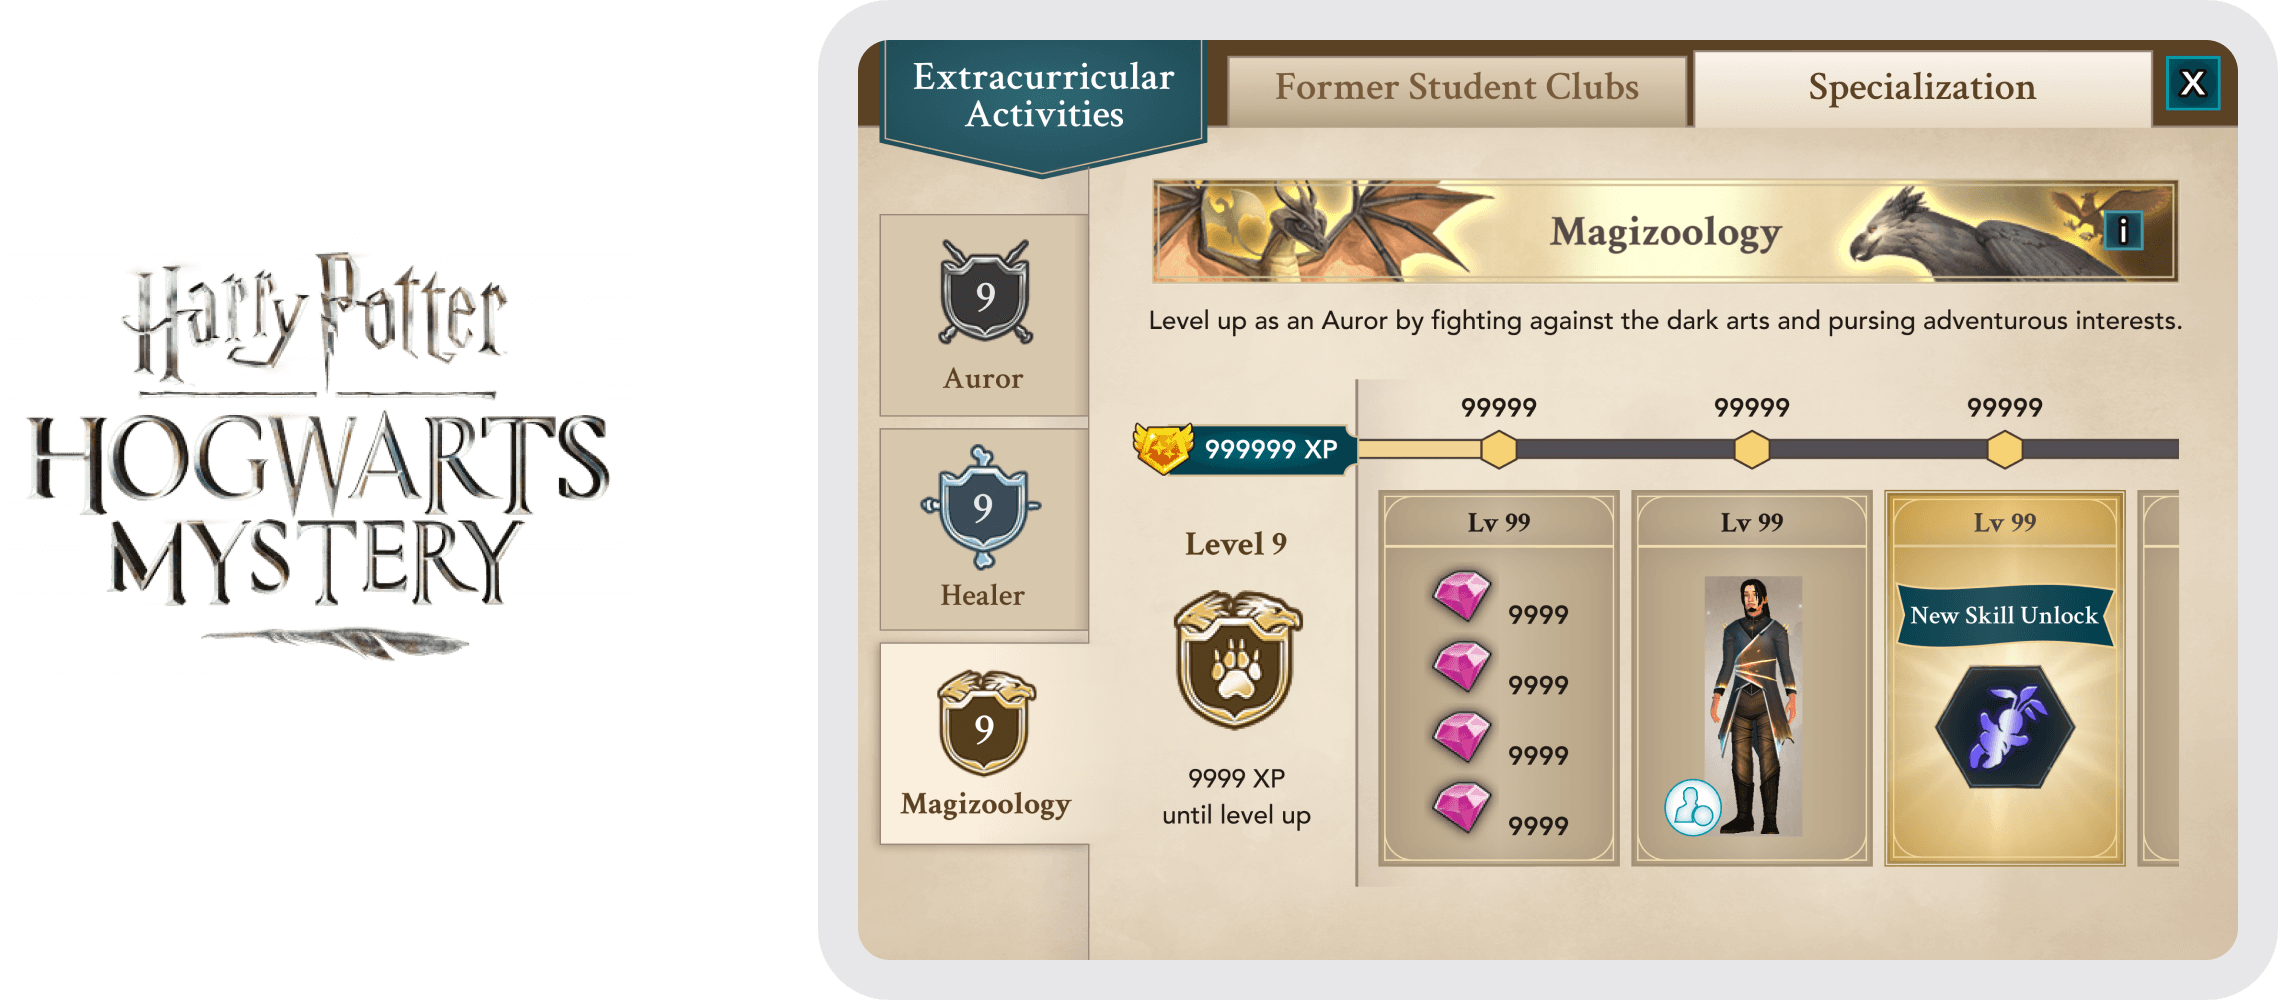 Harry Potter
HOGWARTS
MYSTERY
Extracurricular
Activities
Former Student Clubs
Specialization
X
9
Auror
9
Healer
9
Magizoology
Magizoology
i
Level up as an Auror by fighting against the dark arts and pursing adventurous interests.
999999 XP
99999
99999
99999
Level 9
9999 XP
until level up
Lv 99
9999
9999
9999
9999
Lv 99
Lv 99
New Skill Unlock